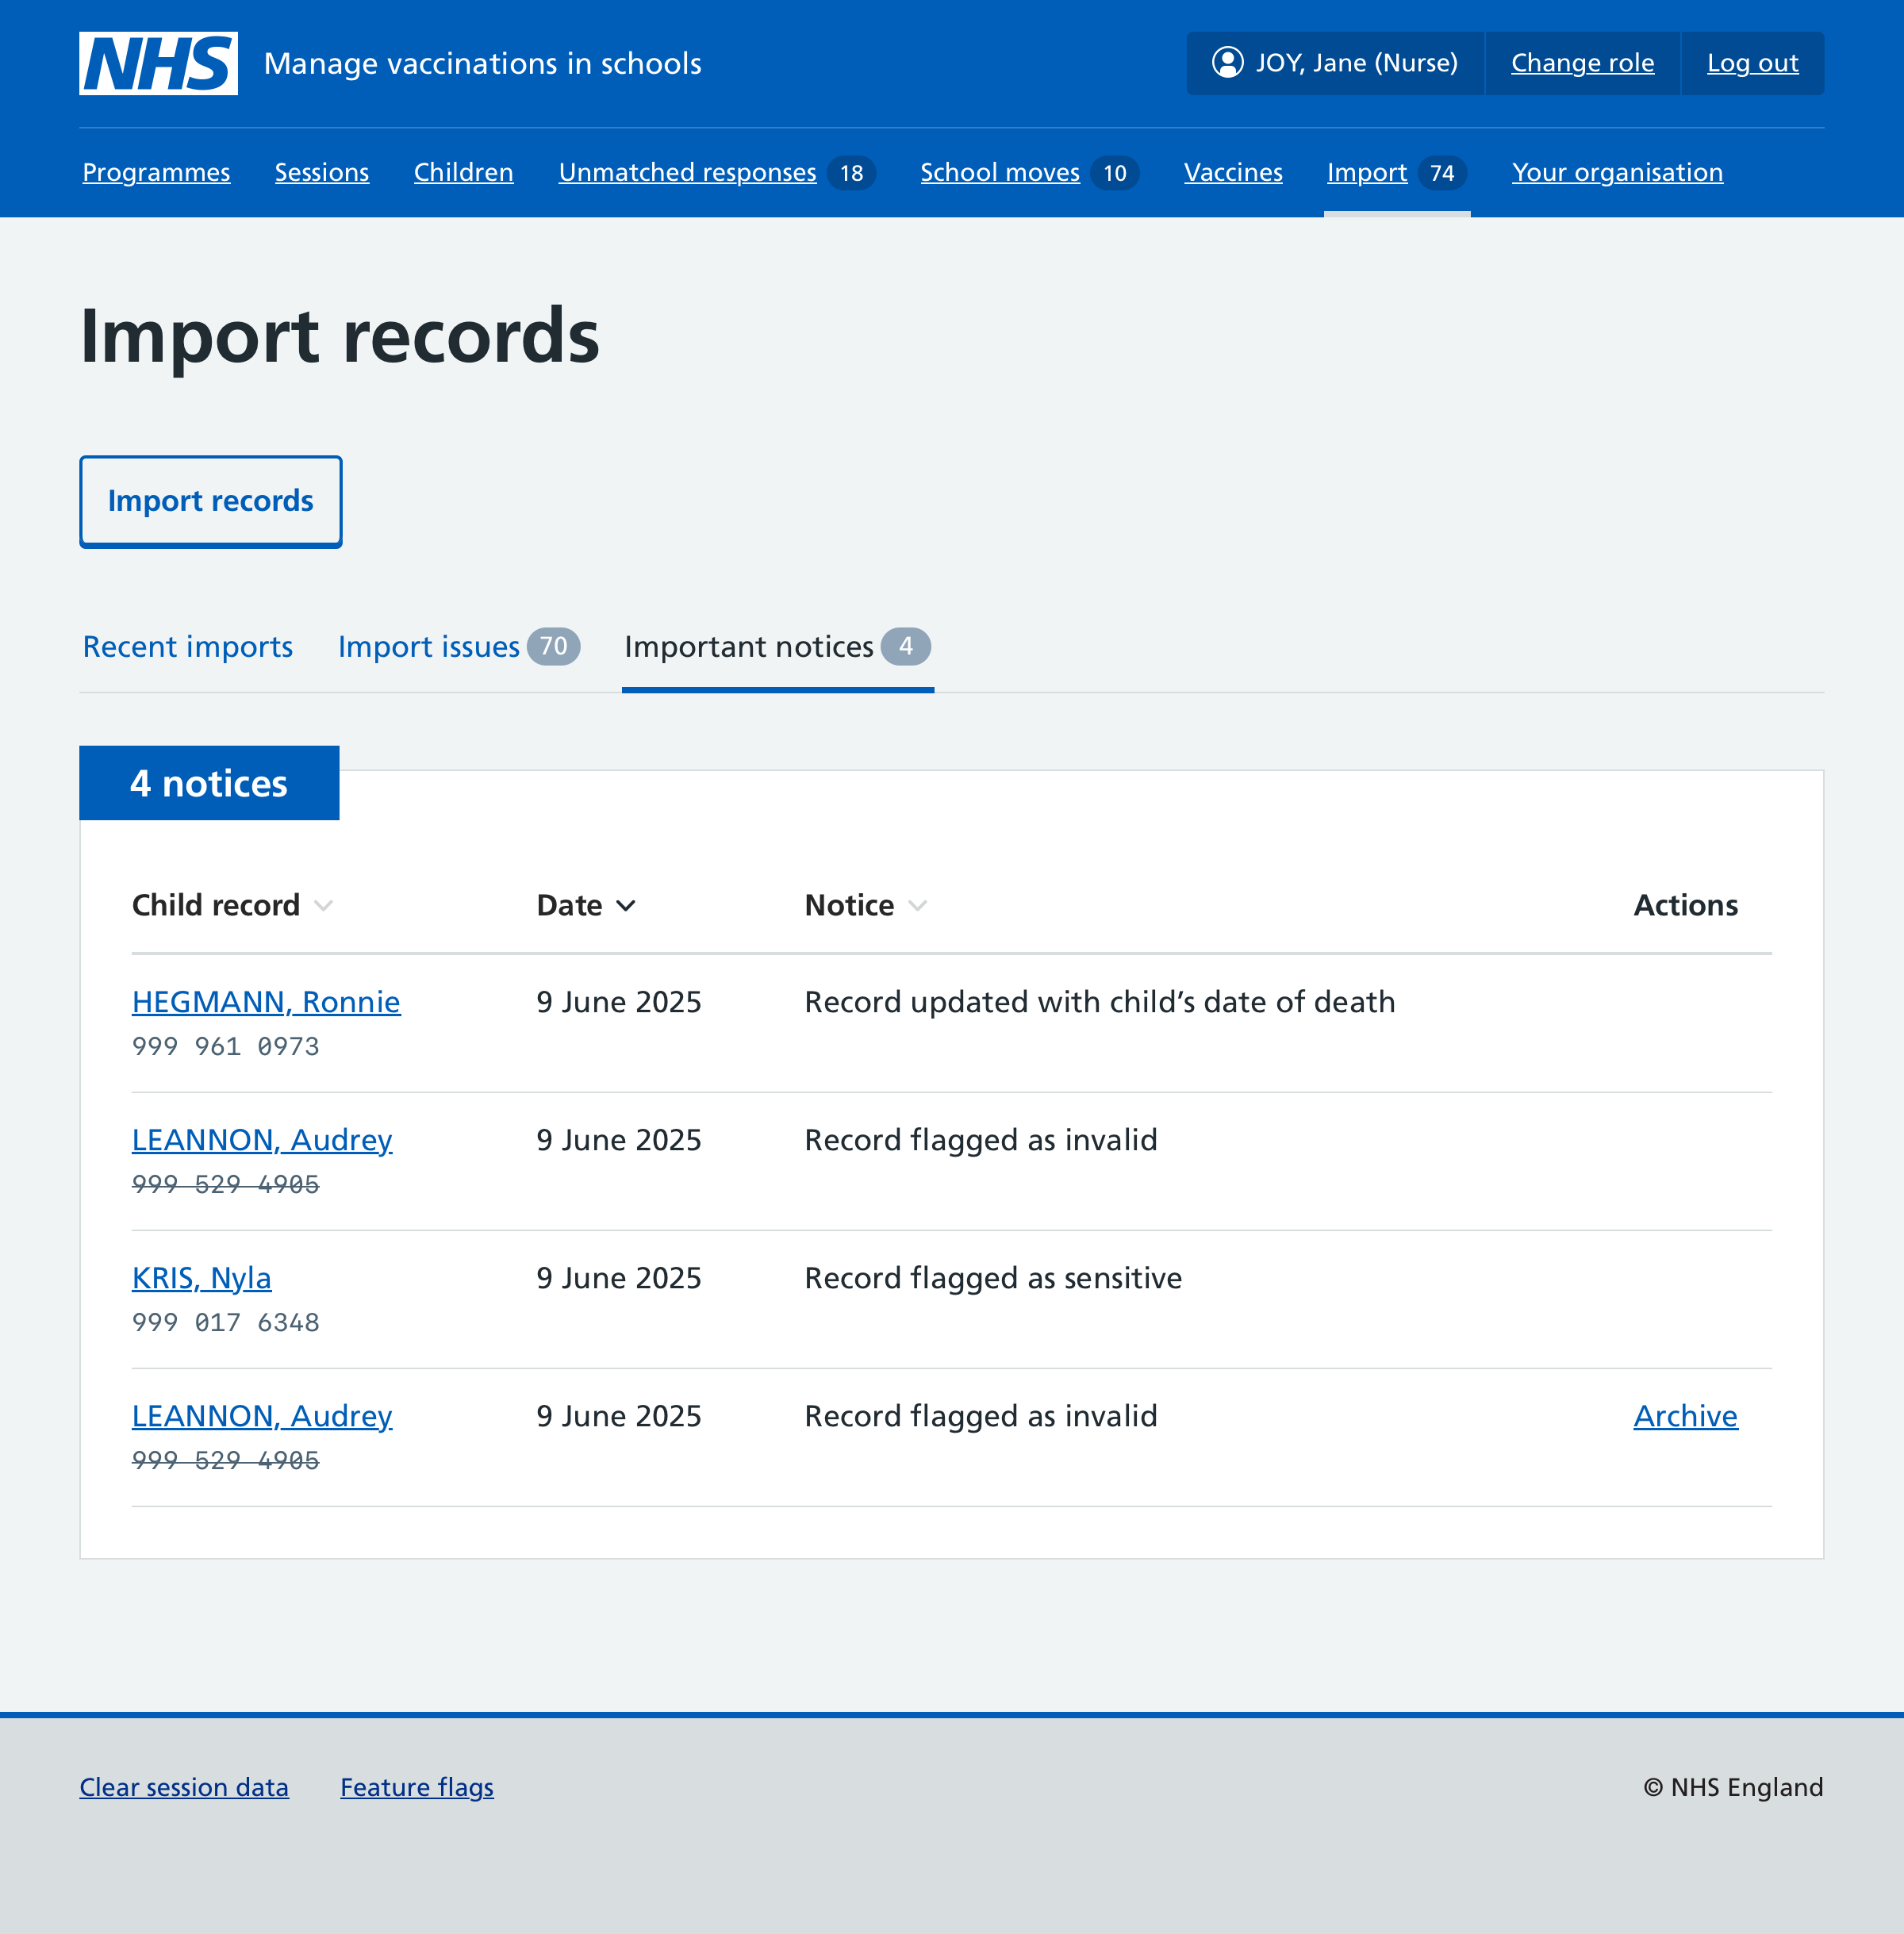 NHS Manage vaccinations in schools JOY, Jane (Nurse) Change role Log out
Programmes Sessions Children Unmatched responses 18 School moves 10 Vaccines Import 74 Your organisation
Import records
Import records
Recent imports Import issues 70 Important notices 4
4 notices
Child record Date Notice Actions
HEGMANN, Ronnie 9 June 2025 Record updated with child’s date of death
999 961 0973
LEANNON, Audrey 9 June 2025 Record flagged as invalid
999 529 4905
KRIS, Nyla 9 June 2025 Record flagged as sensitive
999 017 6348
LEANNON, Audrey 9 June 2025 Record flagged as invalid Archive
999 529 4905
Clear session data Feature flags © NHS England